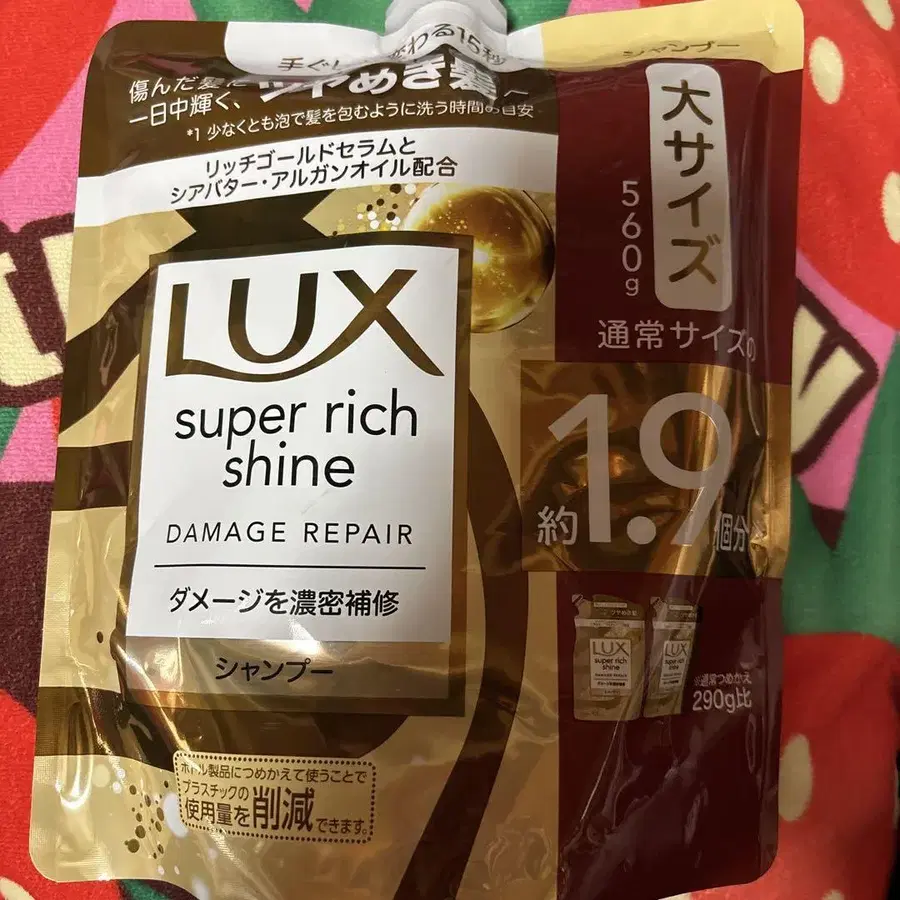 手ぐ わる15秒
シャンプー
傷んだ髪に
一日中輝く、ツヤめき髪へ
*1 少なくとも泡で髪を包むように洗う時間の目安
リッチゴールドセラムと
シアバター・アルガンオイル配合
LUX
super rich
shine
DAMAGE REPAIR
ダメージを濃密補修
シャンプー
大サイズ
560g
通常サイズの
約1.9個分
LUX
super rich
shine
DAMAGE REPAIR
LUX
super rich
shine
※通常つめかえ
290g比
ボトル製品につめかえて使うことで
プラスチックの
使用量を削減できます。